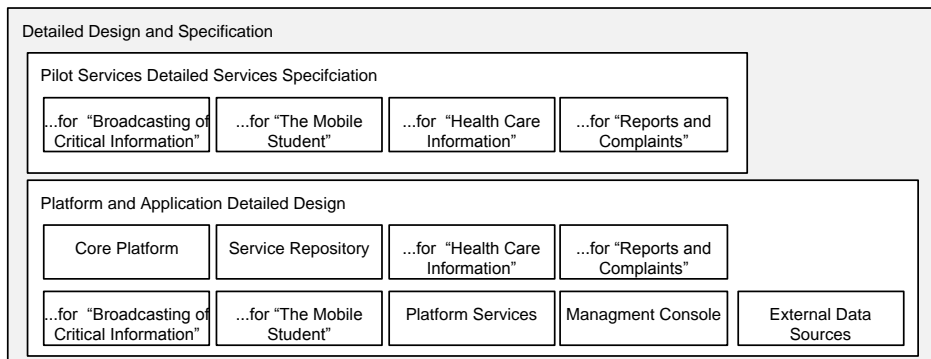 Detailed Design and Specification
Pilot Services Detailed Services Specifciation
...for “Broadcasting of
Critical Information”
...for “The Mobile
Student”
...for “Health Care
Information”
...for “Reports and
Complaints”
Platform and Application Detailed Design
Core Platform
Service Repository
...for “Health Care
Information”
...for “Reports and
Complaints”
...for “Broadcasting of
Critical Information”
...for “The Mobile
Student”
Platform Services
Managment Console
External Data
Sources